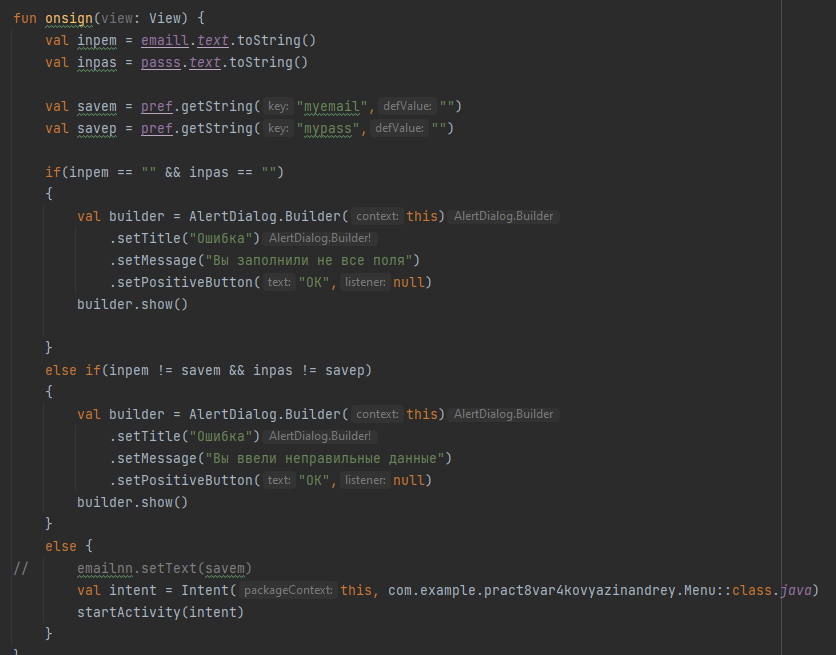 fun onsign(view: View) {
val inpem = emaill.text.toString()
val inpas = passs.text.toString()
val savem = pref.getString( key: "myemail", defValue: "")
val savep = pref.getString( key: "mypass", defValue: "")
if(inpem == "" && inpas == "")
{
val builder = AlertDialog.Builder( context: this) AlertDialog.Builder
.setTitle("Ошибка") AlertDialog.Builder!
.setMessage("Вы заполнили не все поля")
.setPositiveButton( text: "OK", listener: null)
builder.show()
}
else if(inpem != savem && inpas != savep)
{
val builder = AlertDialog.Builder( context: this) AlertDialog.Builder
.setTitle("Ошибка") AlertDialog.Builder!
.setMessage("Вы ввели неправильные данные")
.setPositiveButton( text: "OK", listener: null)
builder.show()
}
else {
// emailnn.setText(savem)
val intent = Intent( packageContext: this, com.example.pract8var4kovyazinandrey.Menu::class.java)
startActivity(intent)
}
}